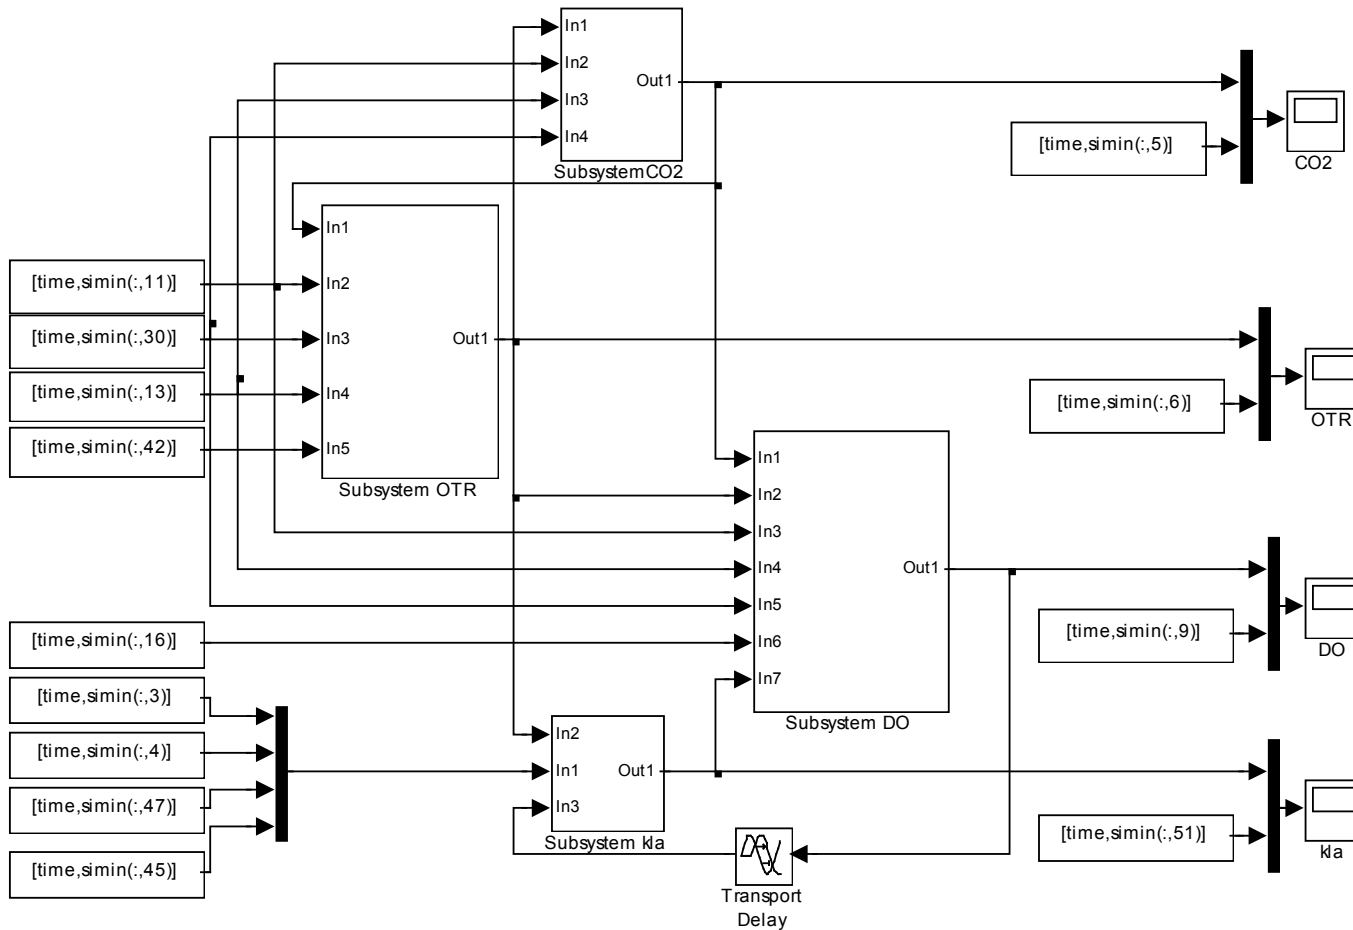 In1
In2
In3
In4
Out1
Subsystem CO2
[time,simin(:,5)]
CO2
In1
In2
In3
In4
In5
Out1
Subsystem OTR
[time,simin(:,11)]
[time,simin(:,30)]
[time,simin(:,13)]
[time,simin(:,42)]
[time,simin(:,6)]
OTR
In1
In2
In3
In4
In5
In6
In7
Out1
Subsystem DO
[time,simin(:,9)]
DO
[time,simin(:,16)]
[time,simin(:,3)]
[time,simin(:,4)]
[time,simin(:,47)]
[time,simin(:,45)]
In2
In1
In3
Out1
Subsystem kla
[time,simin(:,51)]
kla
Transport
Delay